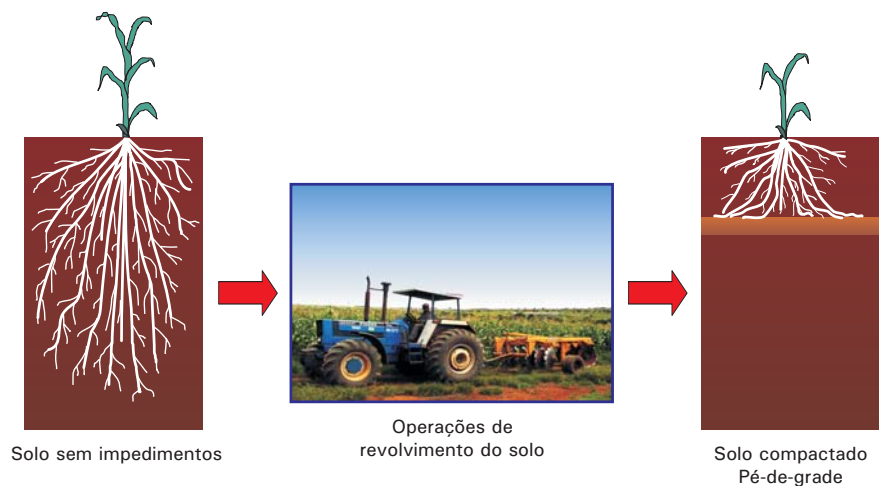 Solo sem impedimentos
Operações de
revolvimento do solo
Solo compactado
Pé-de-grade